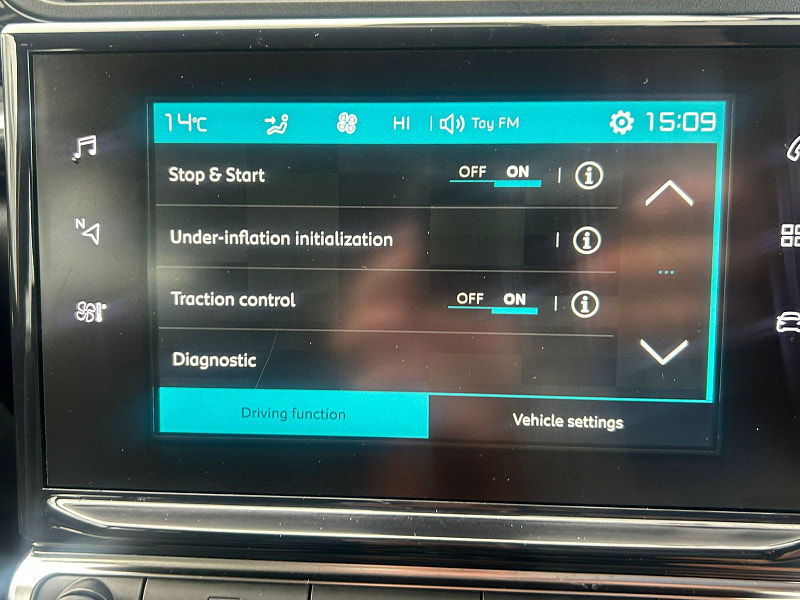 14°C HI Tay FM 15:09
Stop & Start OFF ON
N
Under-inflation initialization
Traction control OFF ON
Diagnostic
Driving function Vehicle settings